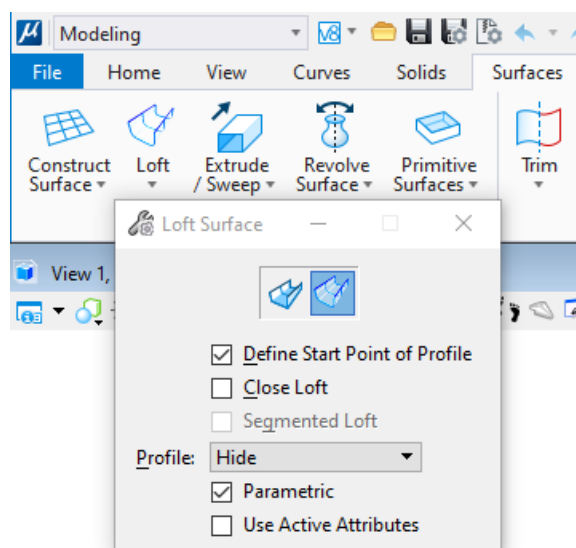 Modeling
File Home View Curves Solids Surfaces
Construct Surface Loft Extrude / Sweep Revolve Surface Primitive Surfaces Trim
Loft Surface
View 1,
Define Start Point of Profile
Close Loft
Segmented Loft
Profile: Hide
Parametric
Use Active Attributes